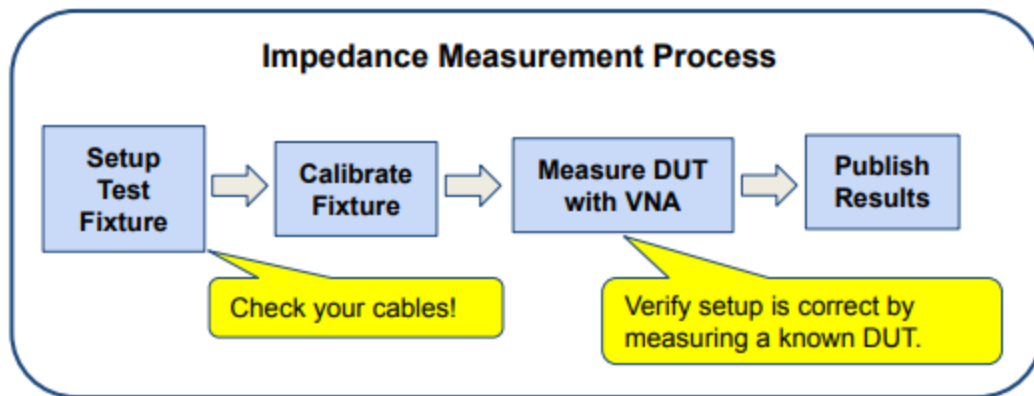 Impedance Measurement Process
Setup
Test
Fixture
Calibrate
Fixture
Measure DUT
with VNA
Publish
Results
Check your cables!
Verify setup is correct by
measuring a known DUT.